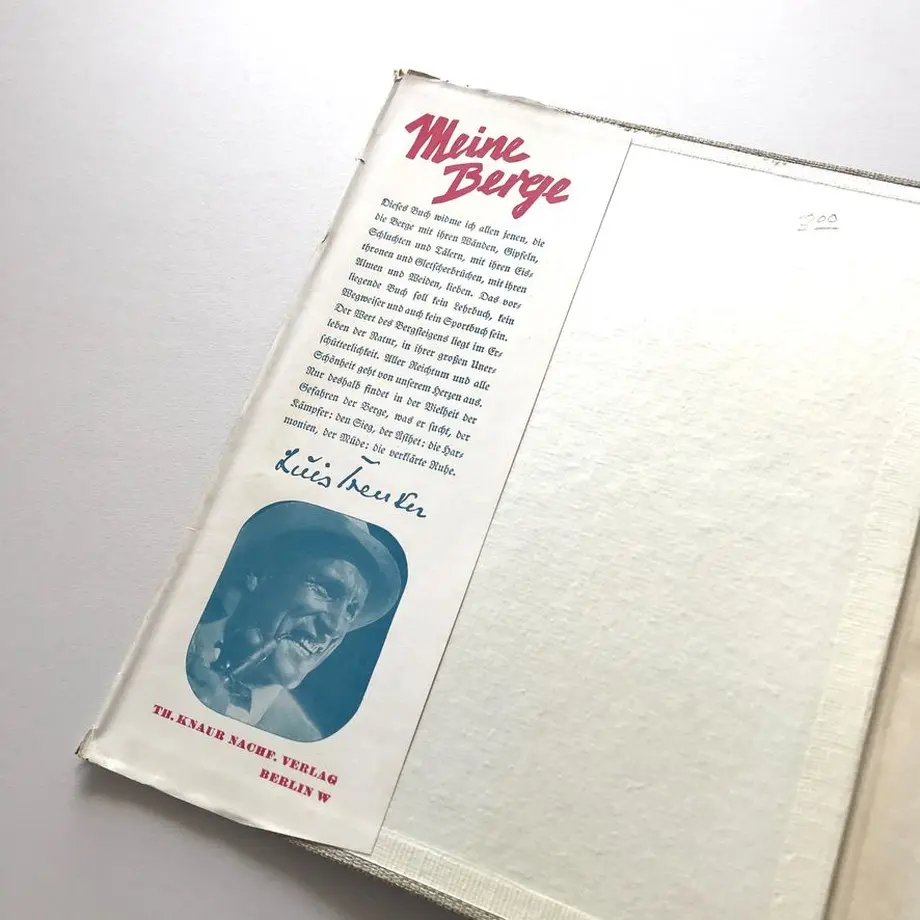 Meine
Berge
Dieses Buch widme ich allen jenen, die
die Berge mit ihren Wänden, Gipfeln,
Schluchten und Tälern, mit ihren Eis-
thronen und Gletscherbrüchen, mit ihren
Almen und Weiden, lieben. Das vor-
liegende Buch soll kein Lehrbuch, kein
Wegweiser und auch kein Sportbuch sein.
Der Wert des Bergsteigens liegt im Er-
leben der Natur, in ihrer großen Uner-
schütterlichkeit. Aller Reichtum und alle
Schönheit geht von unserem Herzen aus.
Nur deshalb findet in der Vielheit der
Gefahren der Berge, was er sucht, der
Kämpfer: den Sieg, der Ästhet: die Har-
monien, der Müde: die verklärte Ruhe.
Luis Trenker
TH. KNAUR NACHF. VERLAG
BERLIN W